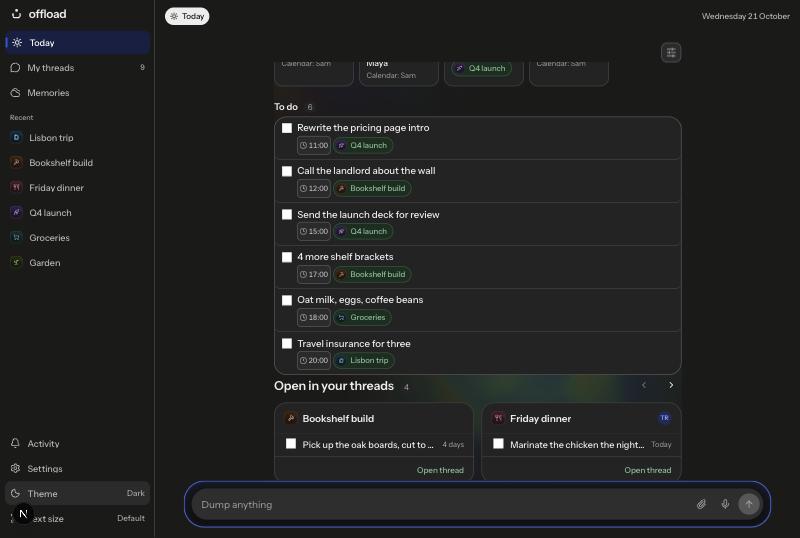 offload
Today
My threads 9
Memories
Recent
Lisbon trip
Bookshelf build
Friday dinner
Q4 launch
Groceries
Garden
Activity
Settings
Theme Dark
N
ext size Default
Today
Wednesday 21 October
Calendar: Sam
Maya
Calendar: Sam
Q4 launch
Calendar: Sam
To do 6
Rewrite the pricing page intro
11:00 Q4 launch
Call the landlord about the wall
12:00 Bookshelf build
Send the launch deck for review
15:00 Q4 launch
4 more shelf brackets
17:00 Bookshelf build
Oat milk, eggs, coffee beans
18:00 Groceries
Travel insurance for three
20:00 Lisbon trip
Open in your threads 4
Bookshelf build
Pick up the oak boards, cut to ... 4 days
Open thread
Friday dinner TR
Marinate the chicken the night... Today
Open thread
Dump anything